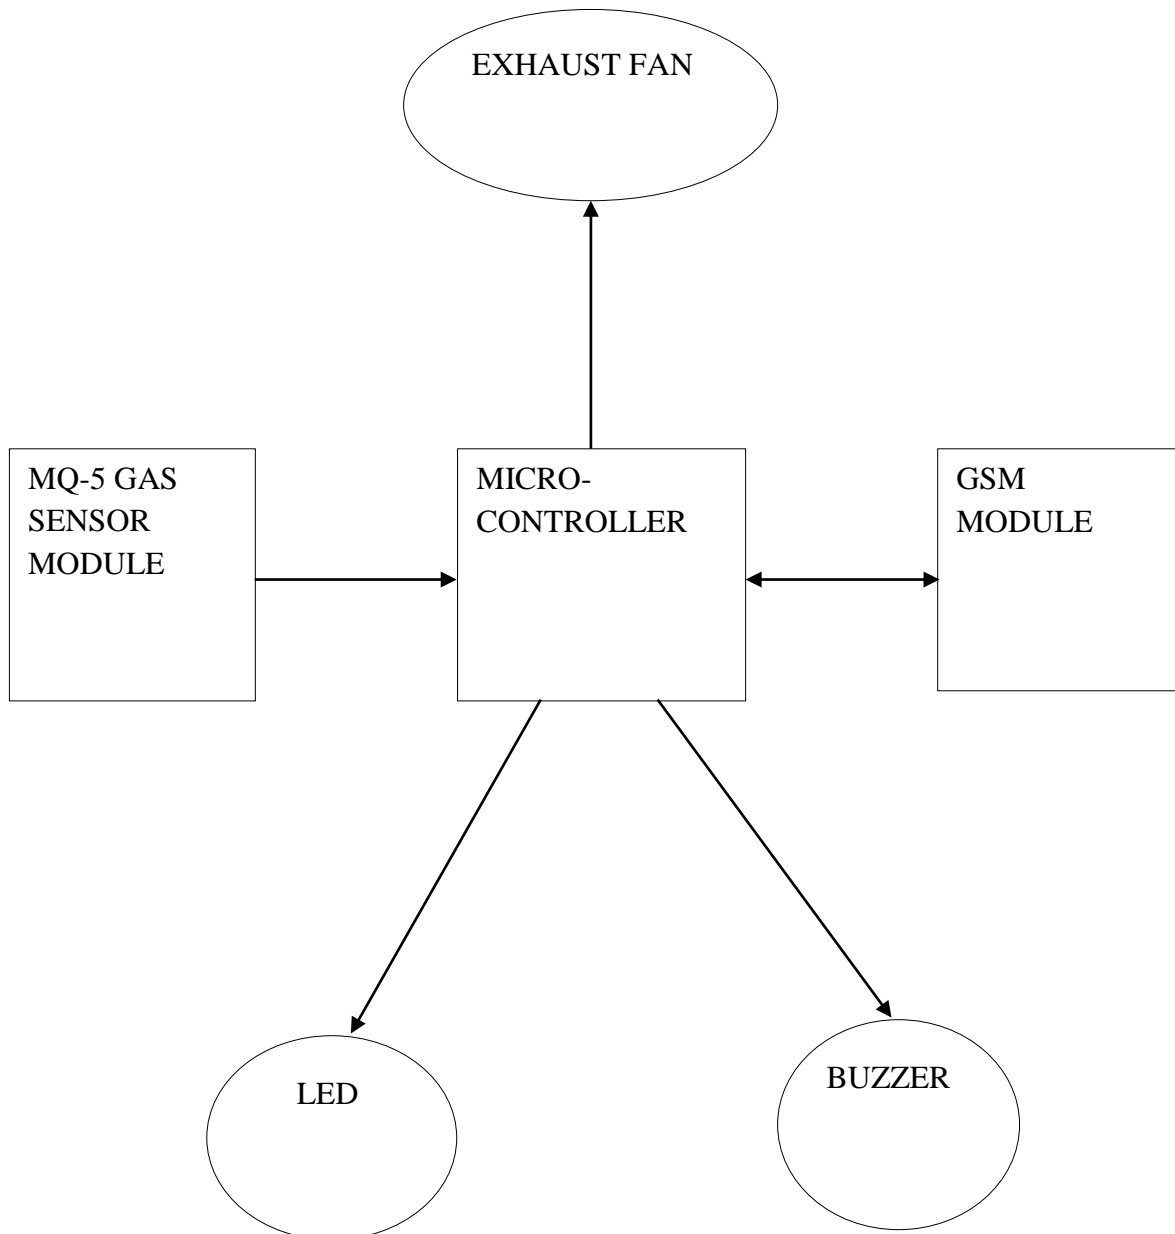 EXHAUST FAN
MQ-5 GAS
SENSOR
MODULE
MICRO-
CONTROLLER
GSM
MODULE
LED
BUZZER